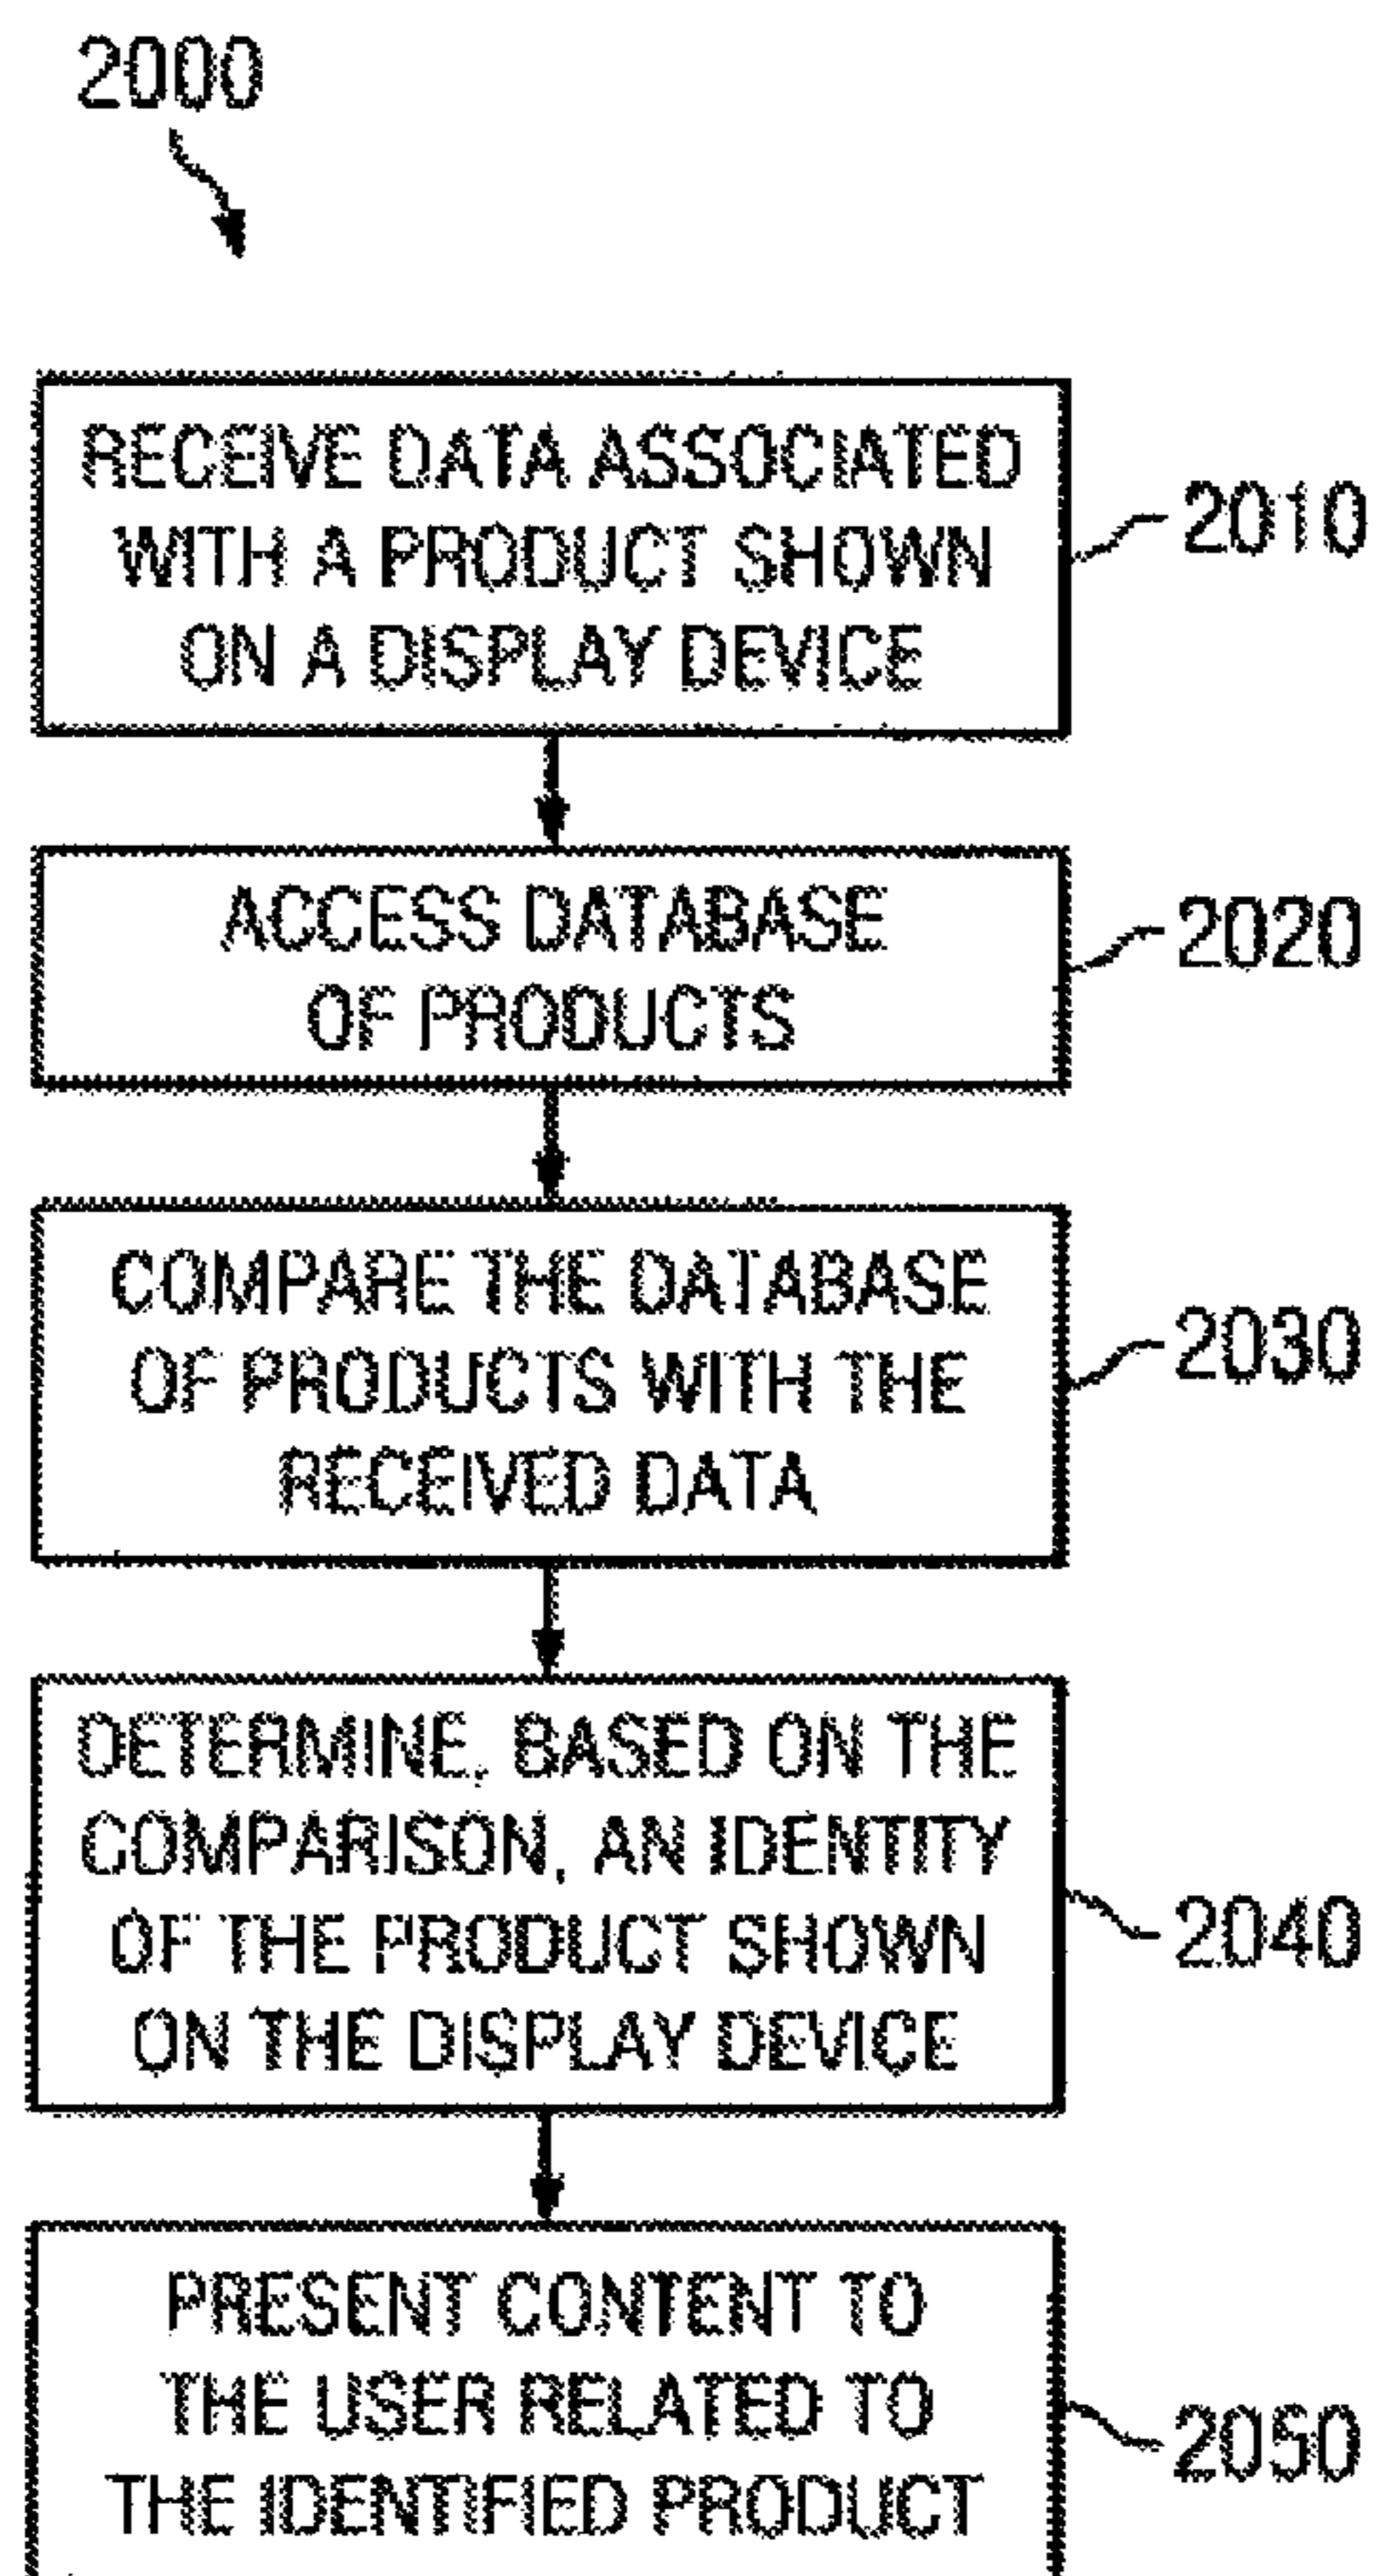 2000
RECEIVE DATA ASSOCIATED
WITH A PRODUCT SHOWN
ON A DISPLAY DEVICE
2010
ACCESS DATABASE
OF PRODUCTS
2020
COMPARE THE DATABASE
OF PRODUCTS WITH THE
RECEIVED DATA
2030
DETERMINE, BASED ON THE
COMPARISON, AN IDENTITY
OF THE PRODUCT SHOWN
ON THE DISPLAY DEVICE
2040
PRESENT CONTENT TO
THE USER RELATED TO
THE IDENTIFIED PRODUCT
2050